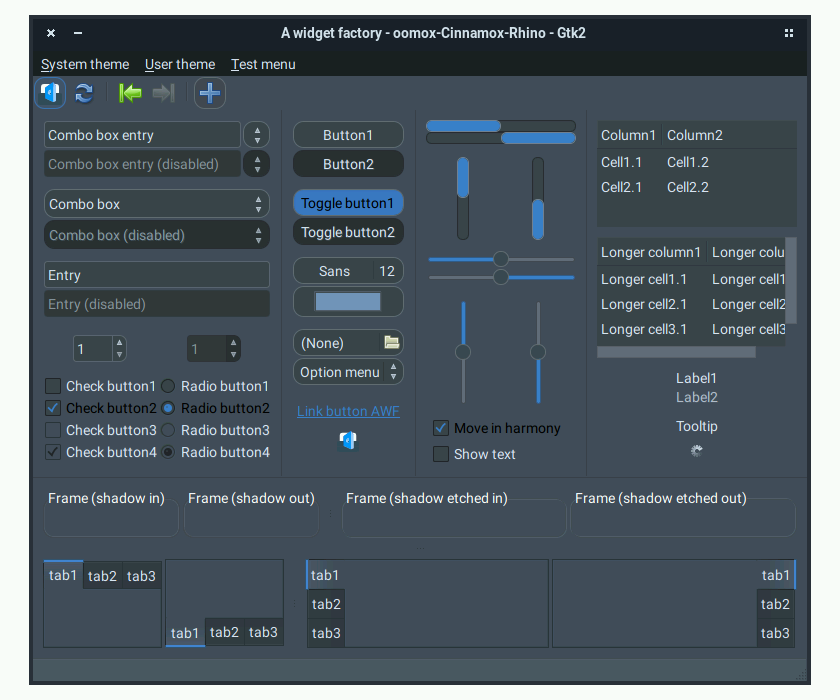 A widget factory - oomox-Cinnamox-Rhino - Gtk2
System theme User theme Test menu
Combo box entry
Combo box entry (disabled)
Combo box
Combo box (disabled)
Entry
Entry (disabled)
1 1
Check button1 Radio button1
Check button2 Radio button2
Check button3 Radio button3
Check button4 Radio button4
Button1
Button2
Toggle button1
Toggle button2
Sans 12
(None)
Option menu
Link button AWF
Move in harmony
Show text
Column1 Column2
Cell1.1 Cell1.2
Cell2.1 Cell2.2
Longer column1 Longer colu
Longer cell1.1 Longer cell1
Longer cell2.1 Longer cell2
Longer cell3.1 Longer cell3
Label1
Label2
Tooltip
Frame (shadow in) Frame (shadow out) Frame (shadow etched in) Frame (shadow etched out)
tab1 tab2 tab3
tab1 tab2 tab3
tab1
tab2
tab3
tab1
tab2
tab3